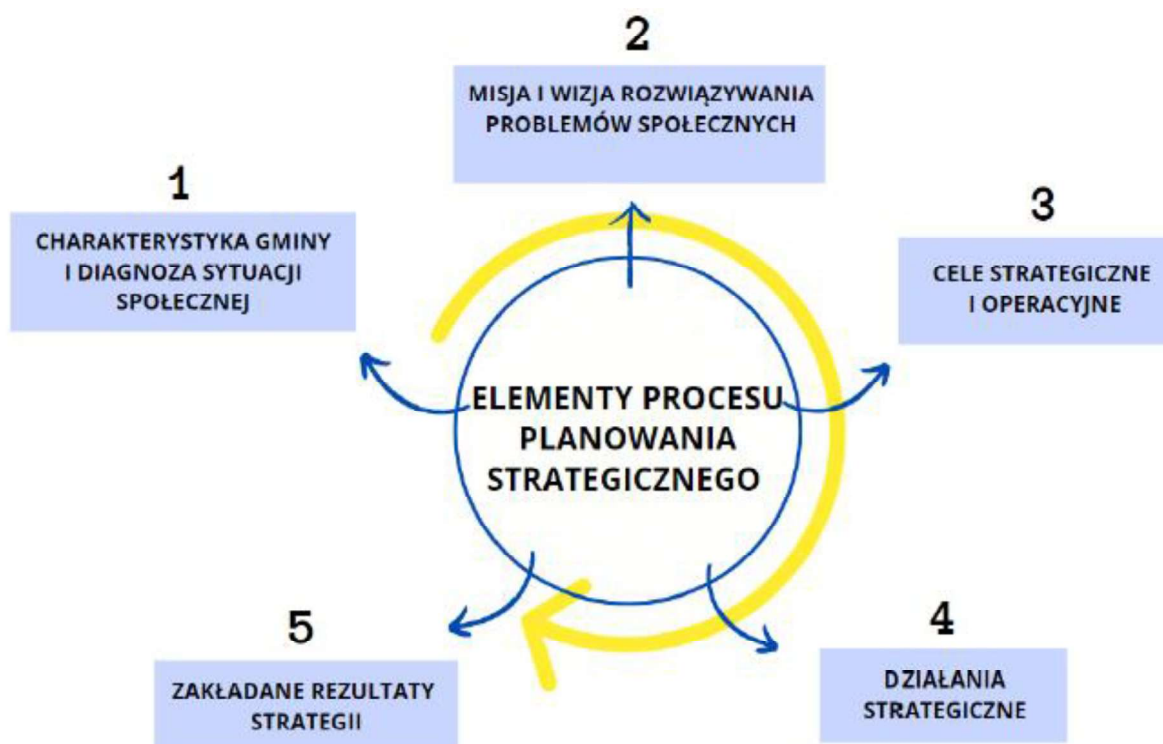 1
CHARAKTERYSTYKA GMINY
I DIAGNOZA SYTUACJI
SPOŁECZNEJ
2
MISJA I WIZJA ROZWIĄZYWANIA
PROBLEMÓW SPOŁECZNYCH
3
CELE STRATEGICZNE
I OPERACYJNE
ELEMENTY PROCESU
PLANOWANIA
STRATEGICZNEGO
4
DZIAŁANIA
STRATEGICZNE
5
ZAKŁADANE REZULTATY
STRATEGII